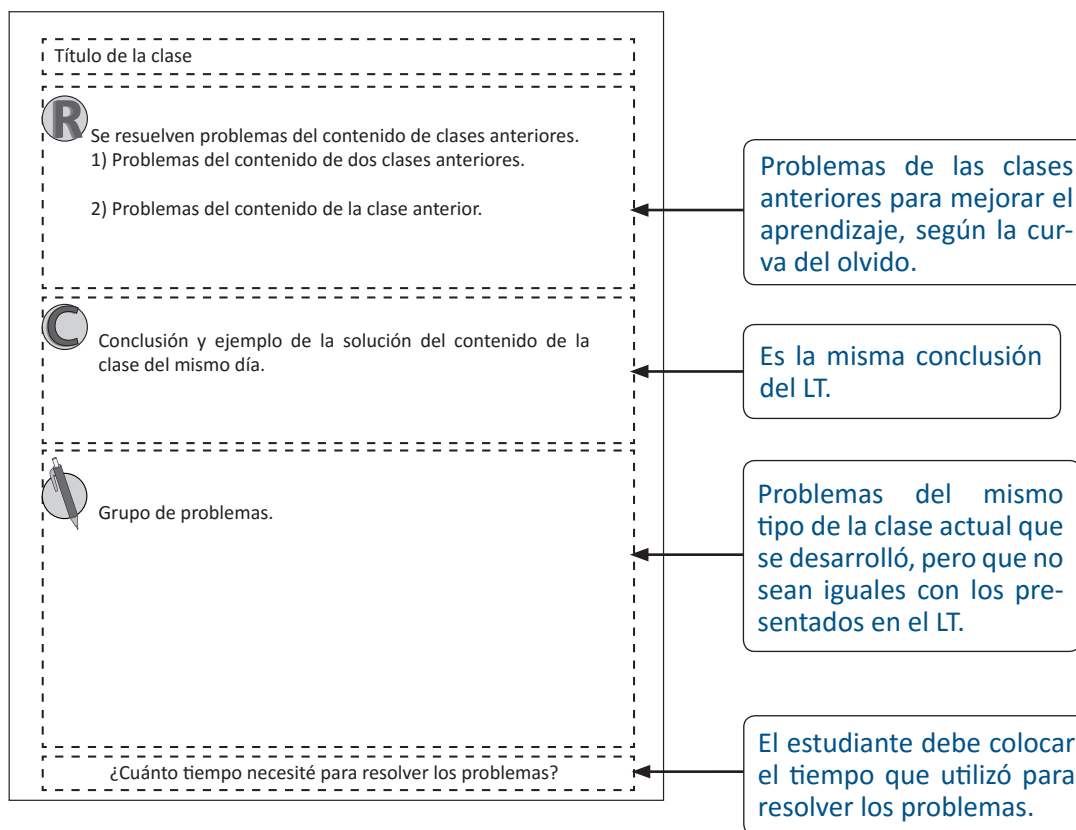 Título de la clase
R
Se resuelven problemas del contenido de clases anteriores.
1) Problemas del contenido de dos clases anteriores.
2) Problemas del contenido de la clase anterior.
Problemas de las clases
anteriores para mejorar el
aprendizaje, según la cur-
va del olvido.
C
Conclusión y ejemplo de la solución del contenido de la
clase del mismo día.
Es la misma conclusión
del LT.
Grupo de problemas.
Problemas del mismo
tipo de la clase actual que
se desarrolló, pero que no
sean iguales con los pre-
sentados en el LT.
¿Cuánto tiempo necesité para resolver los problemas?
El estudiante debe colocar
el tiempo que utilizó para
resolver los problemas.